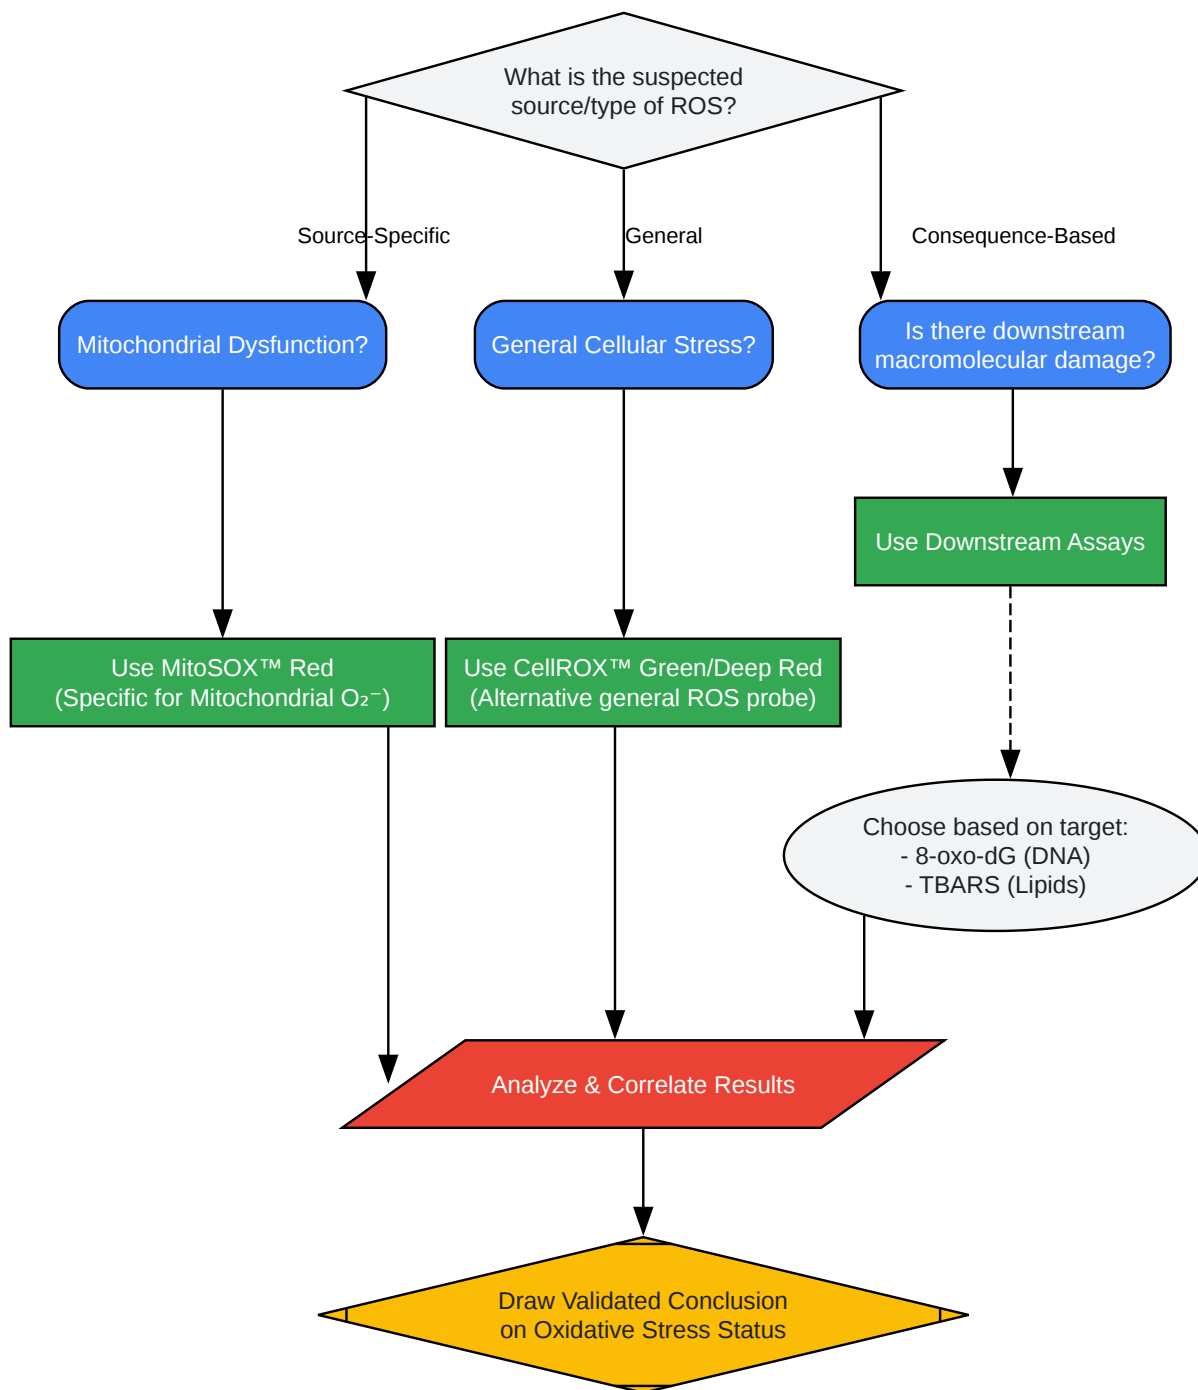 What is the suspected
source/type of ROS?
Source-Specific
General
Consequence-Based
Mitochondrial Dysfunction?
General Cellular Stress?
Is there downstream
macromolecular damage?
Use Downstream Assays
Use MitoSOX™ Red
(Specific for Mitochondrial O₂⁻)
Use CellROX™ Green/Deep Red
(Alternative general ROS probe)
Choose based on target:
- 8-oxo-dG (DNA)
- TBARS (Lipids)
Analyze & Correlate Results
Draw Validated Conclusion
on Oxidative Stress Status